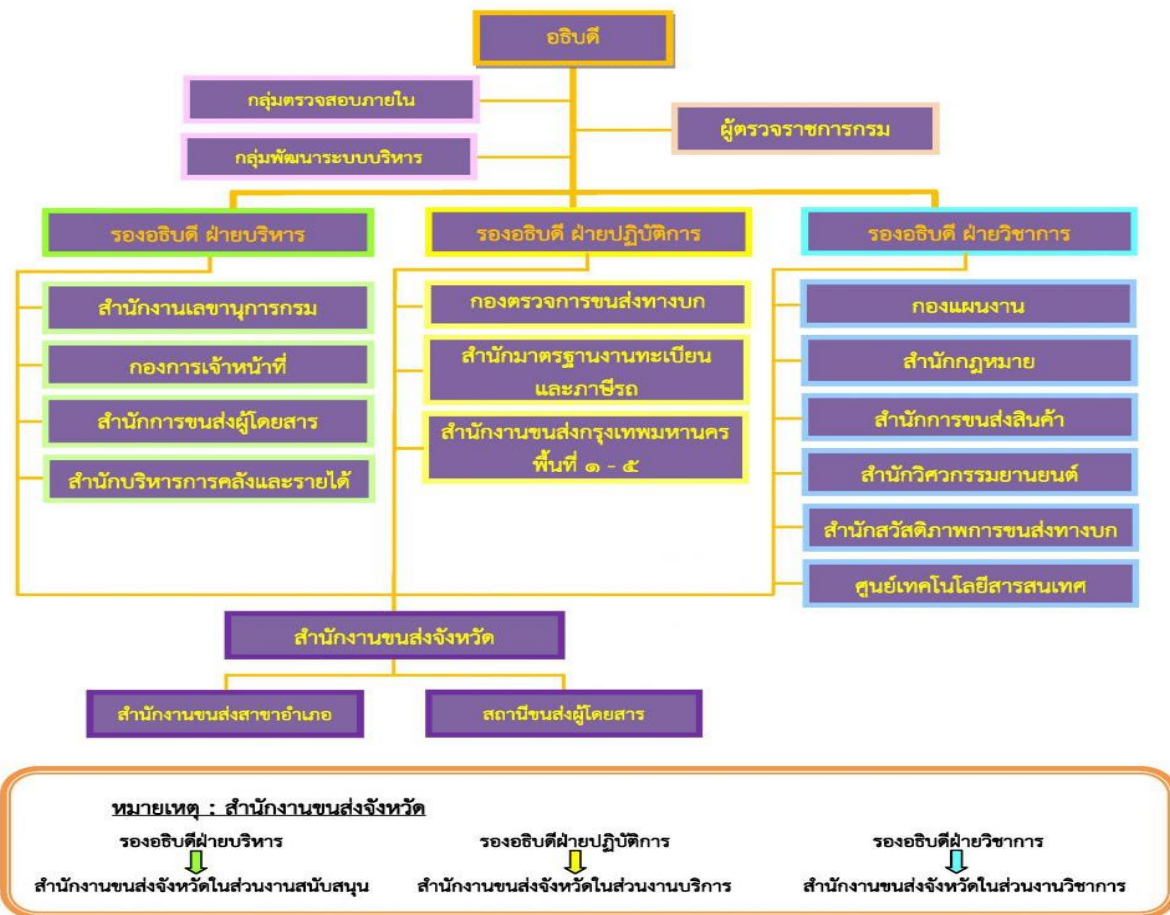 อธิบดี
กลุ่มตรวจสอบภายใน
ผู้ตรวจราชการกรม
กลุ่มพัฒนาระบบบริหาร
รองอธิบดี ฝ่ายบริหาร
รองอธิบดี ฝ่ายปฏิบัติการ
รองอธิบดี ฝ่ายวิชาการ
สำนักงานเลขานุการกรม
กองการเจ้าหน้าที่
สำนักการขนส่งผู้โดยสาร
สำนักบริหารการคลังและรายได้
กองตรวจการขนส่งทางบก
สำนักมาตรฐานงานทะเบียน
และภาษีรถ
สำนักงานขนส่งกรุงเทพมหานคร
พื้นที่ ๑ - ๕
กองแผนงาน
สำนักกฎหมาย
สำนักการขนส่งสินค้า
สำนักวิศวกรรมยานยนต์
สำนักสวัสดิภาพการขนส่งทางบก
ศูนย์เทคโนโลยีสารสนเทศ
สำนักงานขนส่งจังหวัด
สำนักงานขนส่งสาขาอำเภอ
สถานีขนส่งผู้โดยสาร
หมายเหตุ : สำนักงานขนส่งจังหวัด
รองอธิบดีฝ่ายบริหาร
รองอธิบดีฝ่ายปฏิบัติการ
รองอธิบดีฝ่ายวิชาการ
สำนักงานขนส่งจังหวัดในส่วนงานสนับสนุน
สำนักงานขนส่งจังหวัดในส่วนงานบริการ
สำนักงานขนส่งจังหวัดในส่วนงานวิชาการ